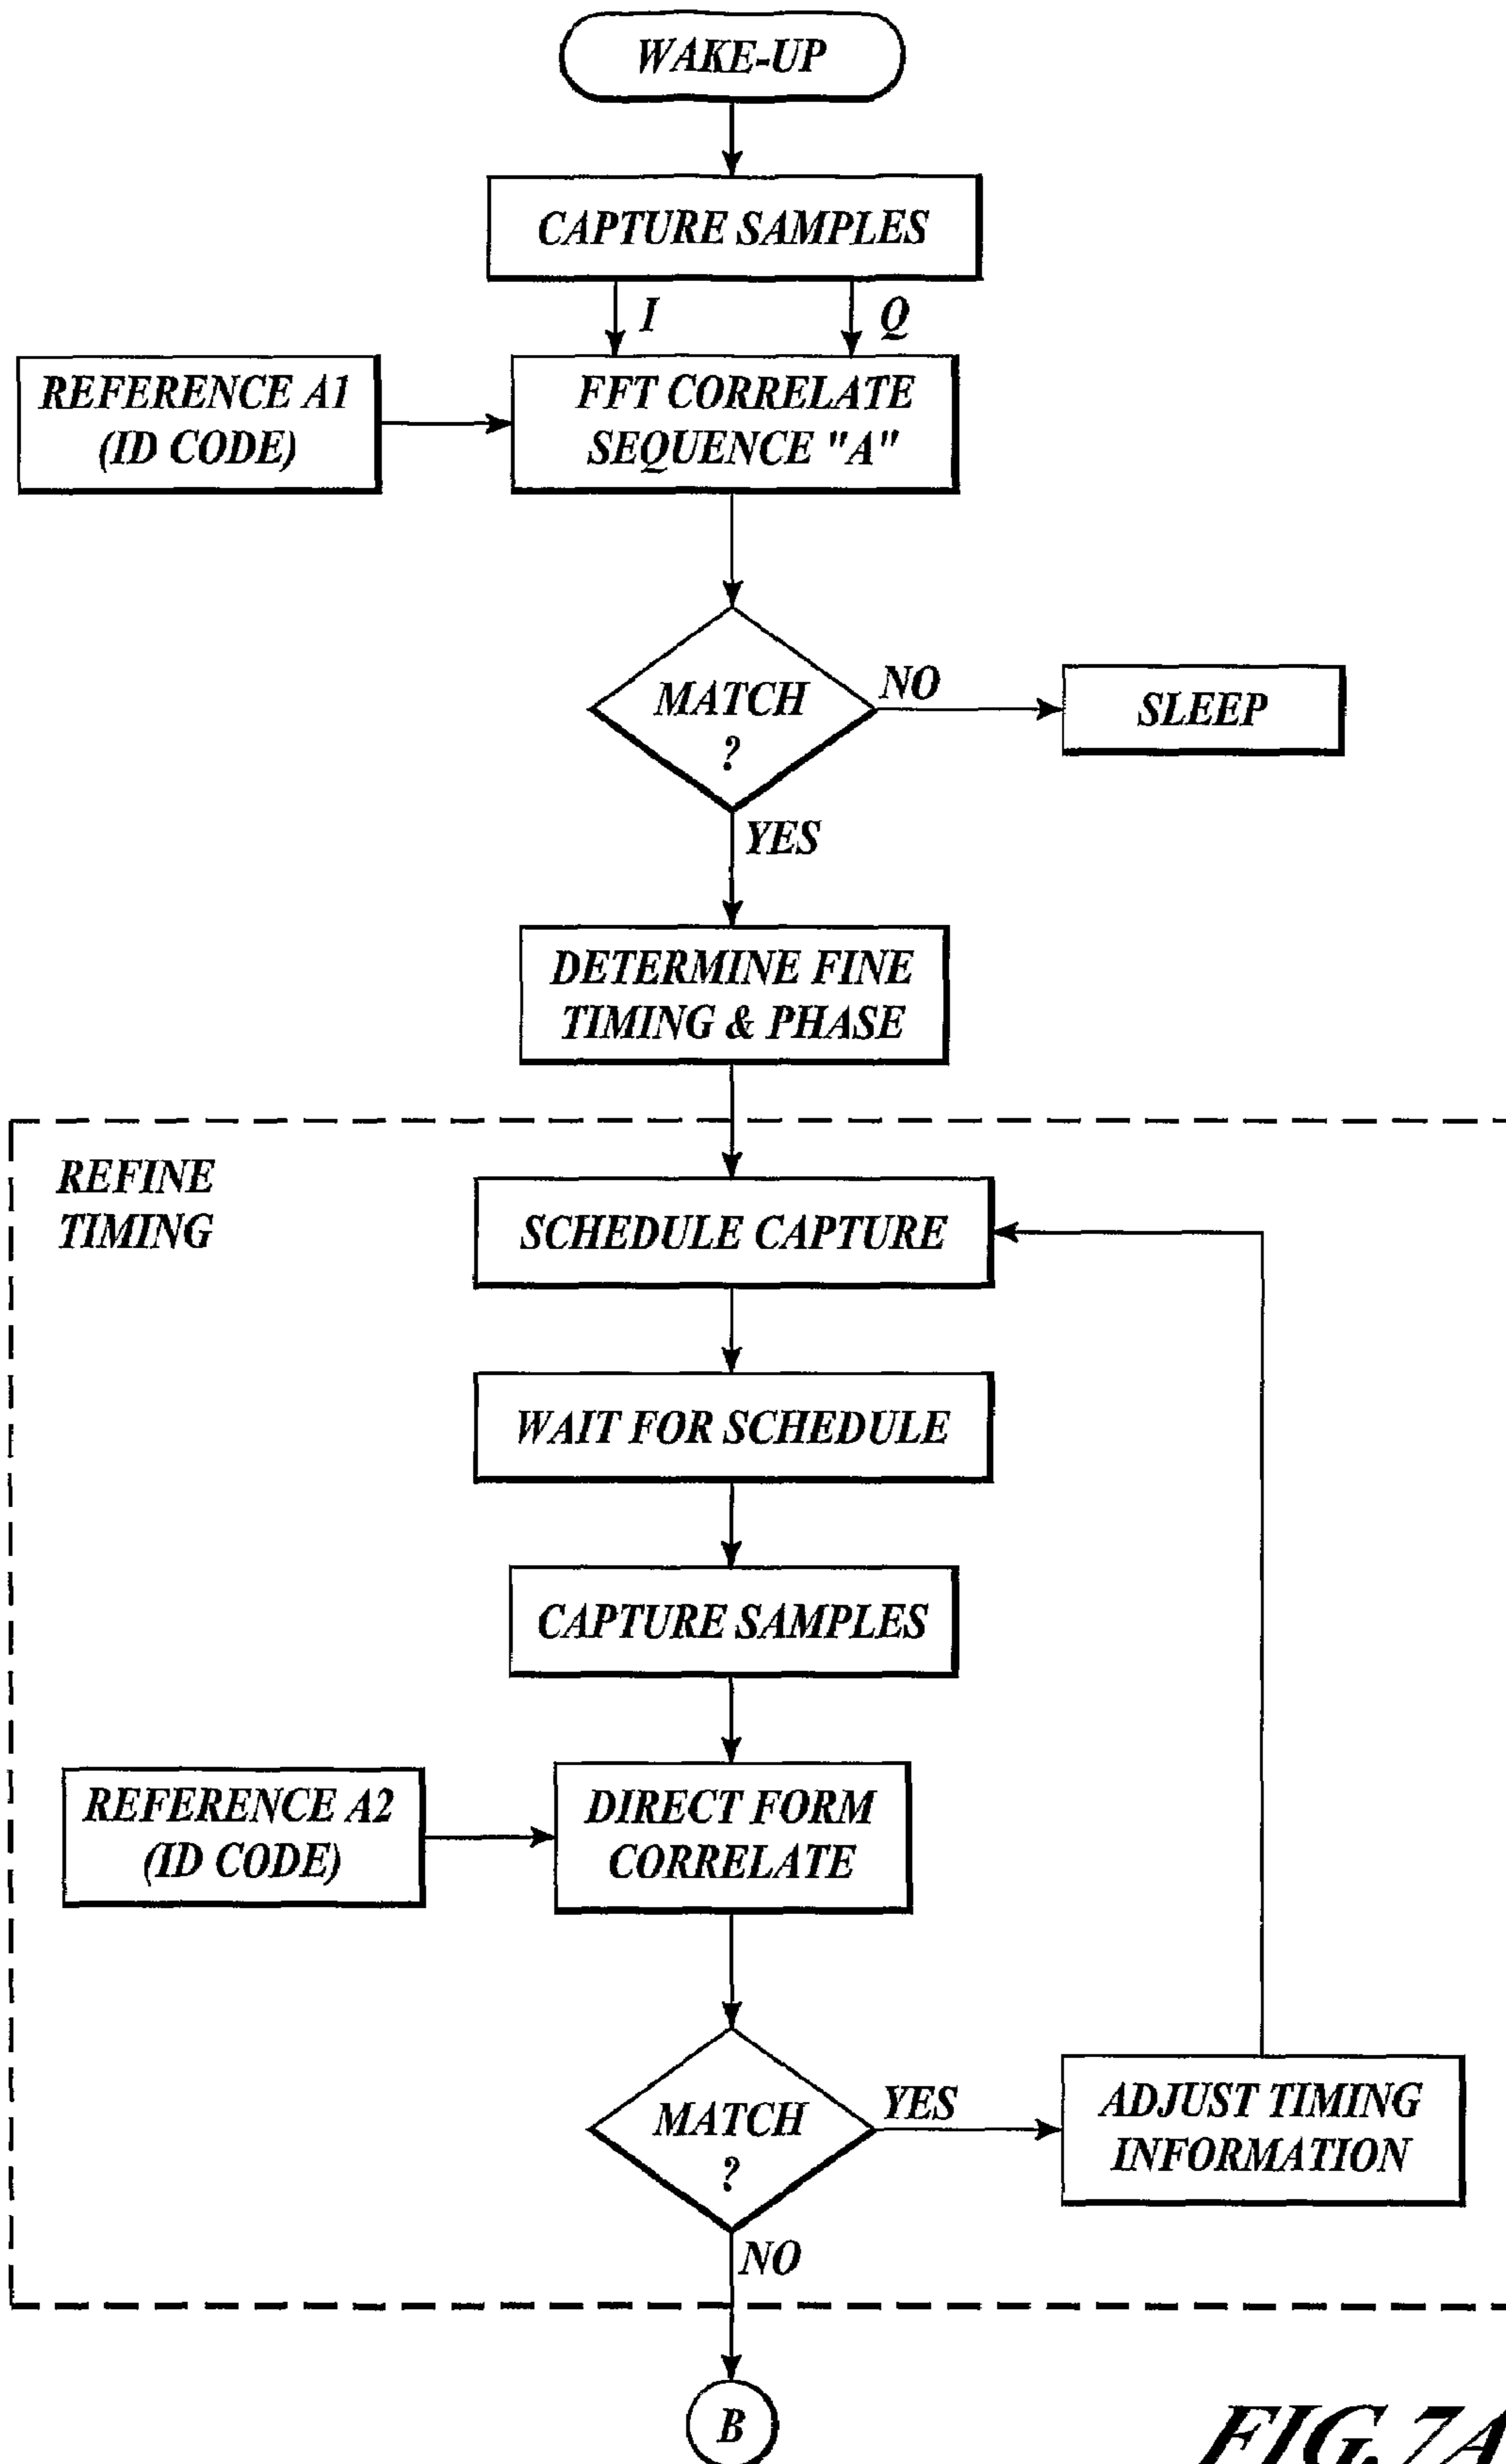 WAKE-UP
CAPTURE SAMPLES
I
Q
REFERENCE A1
(ID CODE)
FFT CORRELATE
SEQUENCE "A"
MATCH
?
NO
SLEEP
YES
DETERMINE FINE
TIMING & PHASE
REFINE
TIMING
SCHEDULE CAPTURE
WAIT FOR SCHEDULE
CAPTURE SAMPLES
REFERENCE A2
(ID CODE)
DIRECT FORM
CORRELATE
MATCH
?
YES
ADJUST TIMING
INFORMATION
NO
B
FIG. 7A